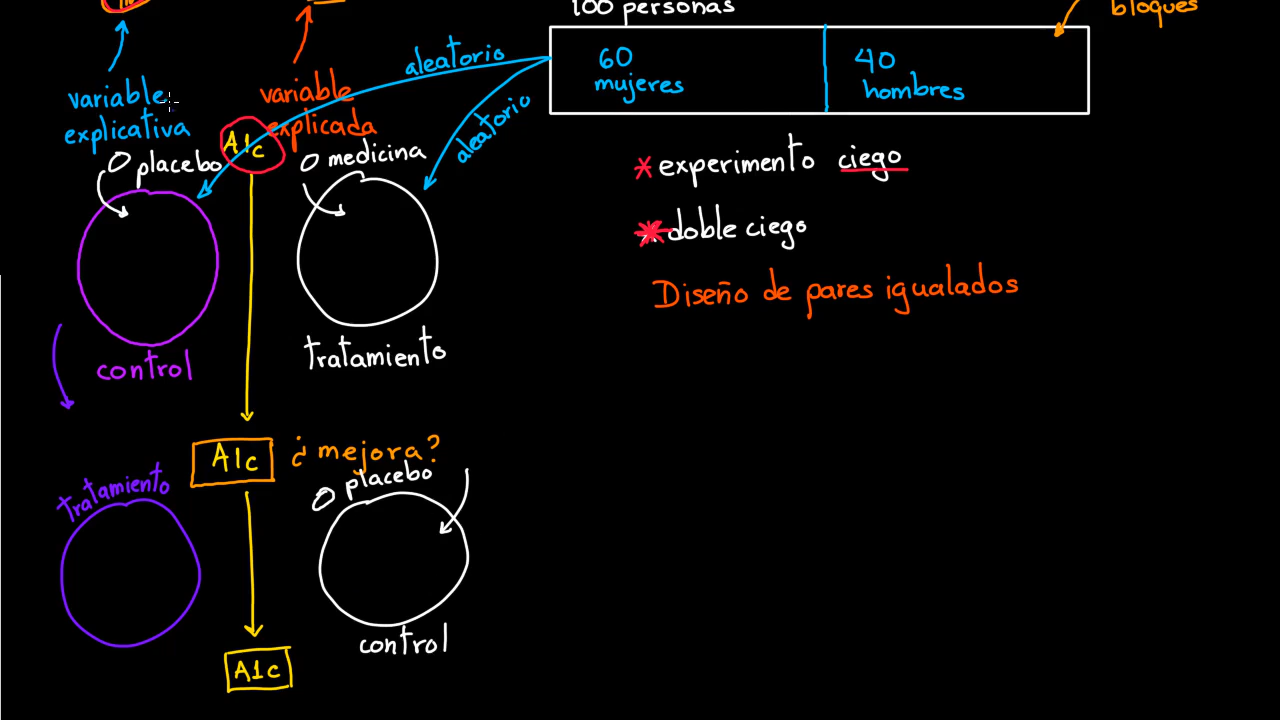 100 personas
bloques
60
mujeres
40
hombres
aleatorio
aleatorio
variable
explicativa
variable
explicada
A1c
placebo
medicina
* experimento ciego
* doble ciego
Diseño de pares igualados
control
tratamiento
A1c
¿mejora?
tratamiento
placebo
control
A1c